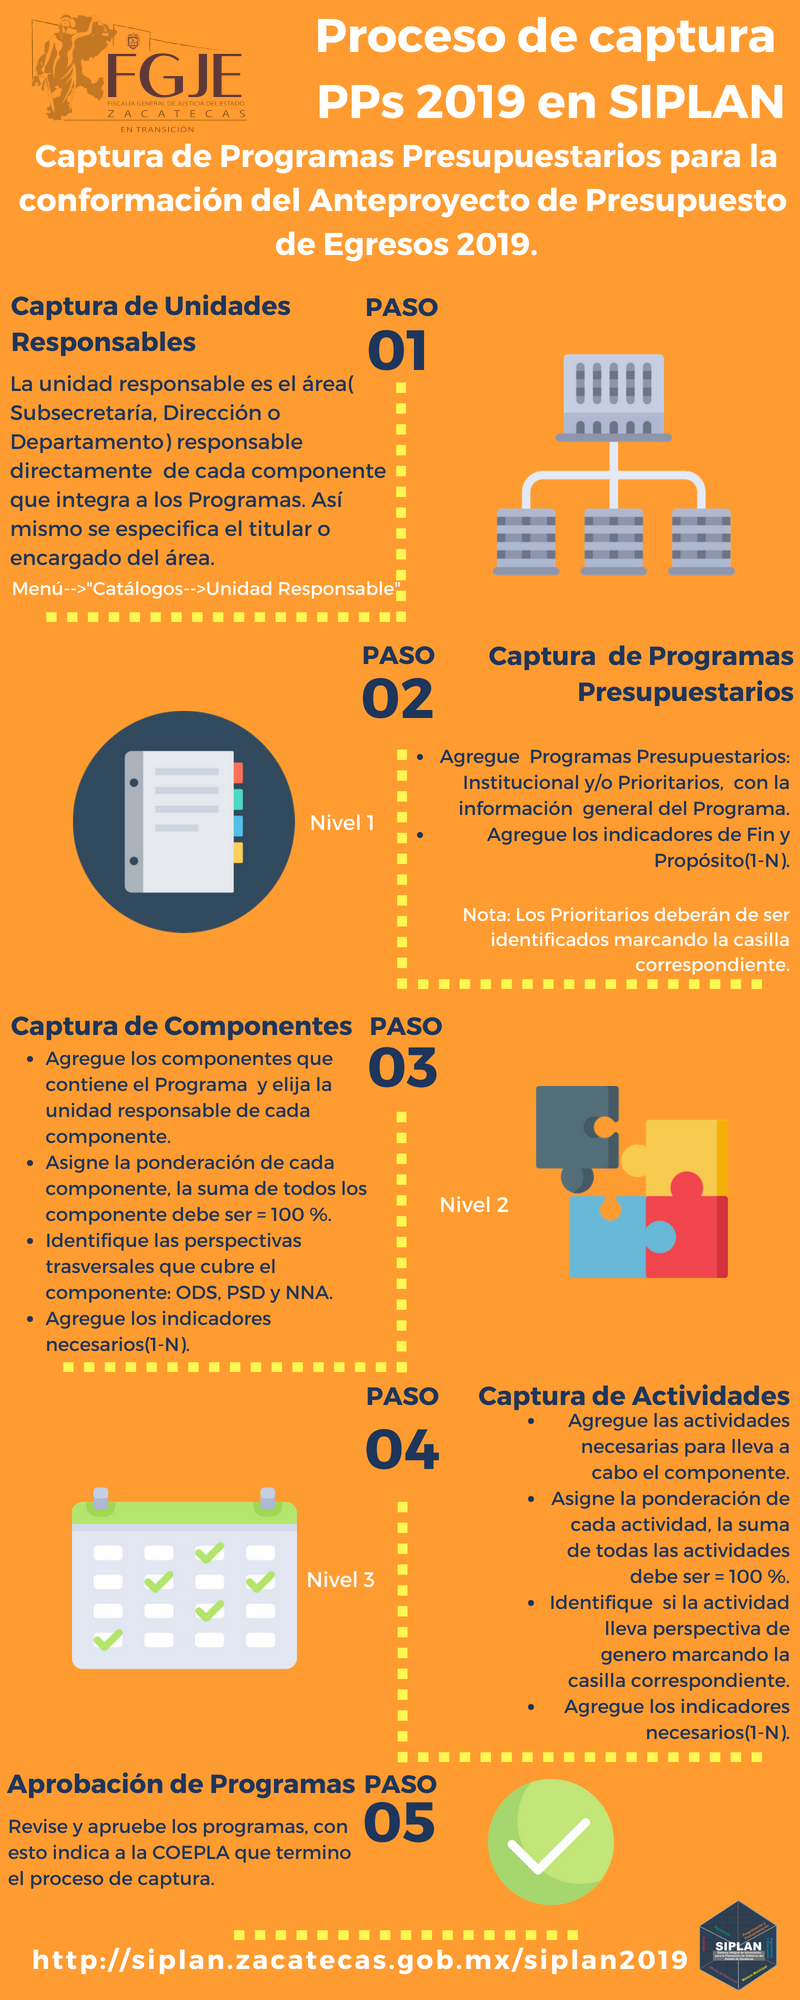 FGJE
FISCALÍA GENERAL DE JUSTICIA DEL ESTADO
ZACATECAS
EN TRANSICIÓN
Proceso de captura
PPs 2019 en SIPLAN
Captura de Programas Presupuestarios para la
conformación del Anteproyecto de Presupuesto
de Egresos 2019.
Captura de Unidades
Responsables
PASO
01
La unidad responsable es el área(
Subsecretaría, Dirección o
Departamento) responsable
directamente de cada componente
que integra a los Programas. Así
mismo se especifica el titular o
encargado del área.
Menú-->"Catálogos-->Unidad Responsable"
PASO
02
Captura de Programas
Presupuestarios
Nivel 1
• Agregue Programas Presupuestarios:
Institucional y/o Prioritarios, con la
información general del Programa.
• Agregue los indicadores de Fin y
Propósito(1-N).
Nota: Los Prioritarios deberán de ser
identificados marcando la casilla
correspondiente.
Captura de Componentes
PASO
03
• Agregue los componentes que
contiene el Programa y elija la
unidad responsable de cada
componente.
• Asigne la ponderación de cada
componente, la suma de todos los
componente debe ser = 100 %.
• Identifique las perspectivas
trasversales que cubre el
componente: ODS, PSD y NNA.
• Agregue los indicadores
necesarios(1-N).
Nivel 2
PASO
04
Captura de Actividades
Nivel 3
• Agregue las actividades
necesarias para lleva a
cabo el componente.
• Asigne la ponderación de
cada actividad, la suma
de todas las actividades
debe ser = 100 %.
• Identifique si la actividad
lleva perspectiva de
genero marcando la
casilla correspondiente.
• Agregue los indicadores
necesarios(1-N).
Aprobación de Programas
PASO
05
Revise y apruebe los programas, con
esto indica a la COEPLA que termino
el proceso de captura.
http://siplan.zacatecas.gob.mx/siplan2019
SIPLAN